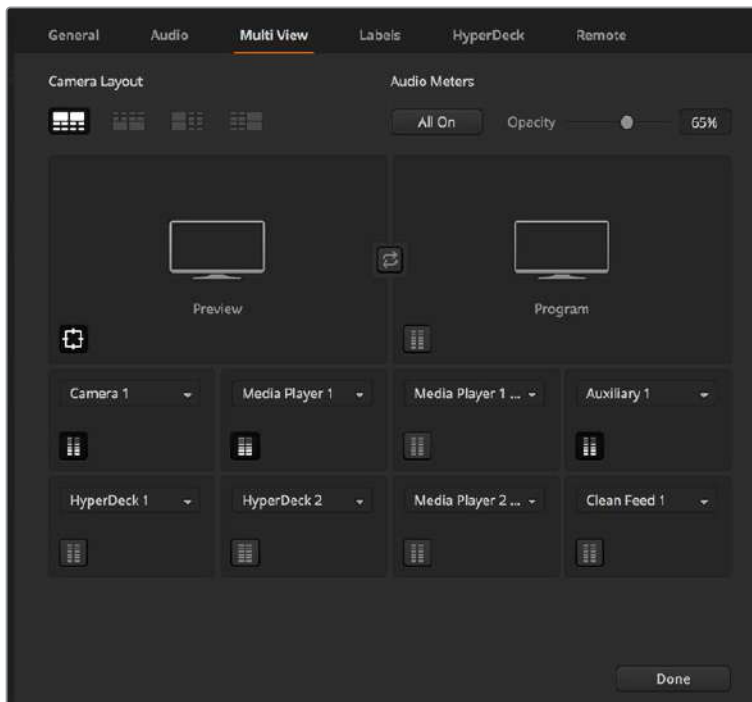 General Audio Multi View Labels HyperDeck Remote
Camera Layout Audio Meters
All On Opacity 65%
Preview Program
Camera 1 Media Player 1 Media Player 1 ... Auxiliary 1
HyperDeck 1 HyperDeck 2 Media Player 2 ... Clean Feed 1
Done